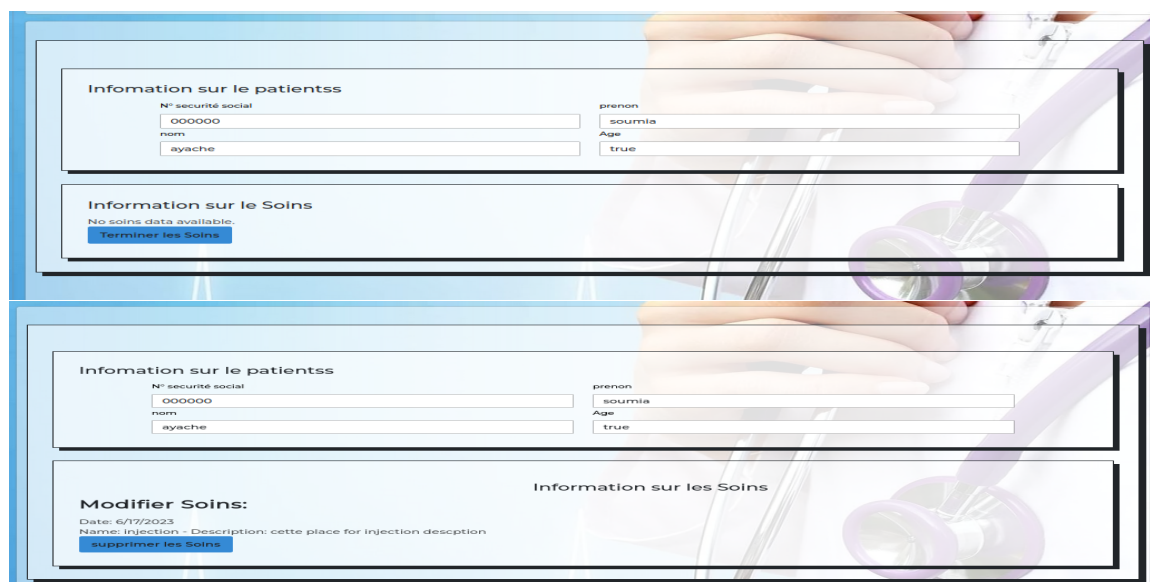 Infomation sur le patientss
N° securité social prenon
000000 soumia
nom Age
ayache true
Information sur le Soins
No soins data available.
Terminer les Soins
Infomation sur le patientss
N° securité social prenon
000000 soumia
nom Age
ayache true
Information sur les Soins
Modifier Soins:
Date: 6/17/2023
Name: injection - Description: cette place for injection descption
supprimer les Soins